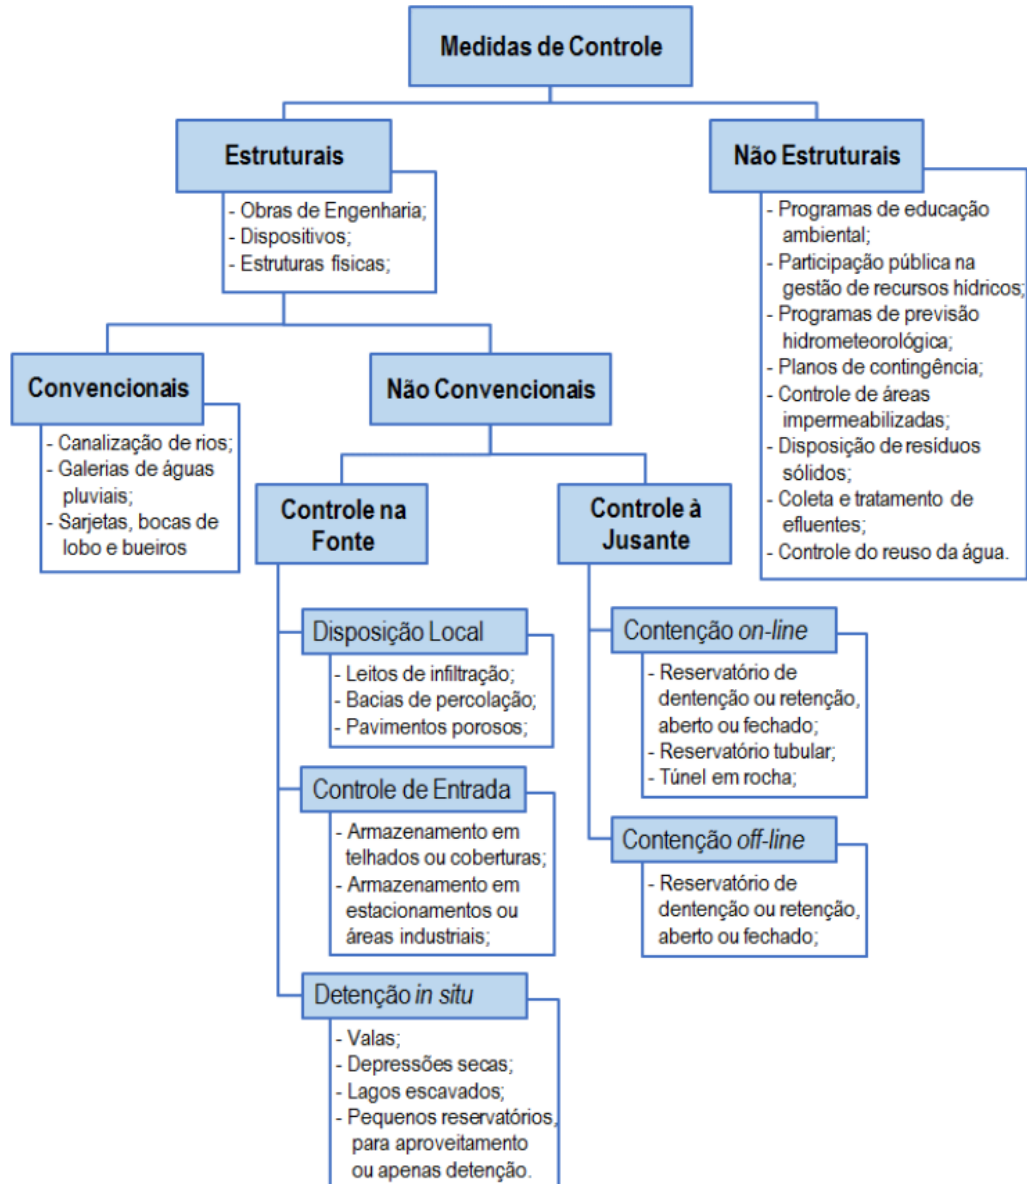 Medidas de Controle
Estruturais
- Obras de Engenharia;
- Dispositivos;
- Estruturas físicas;
Não Estruturais
- Programas de educação
ambiental;
- Participação pública na
gestão de recursos hídricos;
- Programas de previsão
hidrometeorológica;
- Planos de contingência;
- Controle de áreas
impermeabilizadas;
- Disposição de resíduos
sólidos;
- Coleta e tratamento de
efluentes;
- Controle do reuso da água.
Convencionais
- Canalização de rios;
- Galerias de águas
pluviais;
- Sarjetas, bocas de
lobo e bueiros
Não Convencionais
Controle na
Fonte
Disposição Local
- Leitos de infiltração;
- Bacias de percolação;
- Pavimentos porosos;
Controle de Entrada
- Armazenamento em
telhados ou coberturas;
- Armazenamento em
estacionamentos ou
áreas industriais;
Detenção in situ
- Valas;
- Depressões secas;
- Lagos escavados;
- Pequenos reservatórios,
para aproveitamento
ou apenas detenção.
Controle à
Jusante
Contenção on-line
- Reservatório de
dentenção ou retenção,
aberto ou fechado;
- Reservatório tubular;
- Túnel em rocha;
Contenção off-line
- Reservatório de
dentenção ou retenção,
aberto ou fechado;